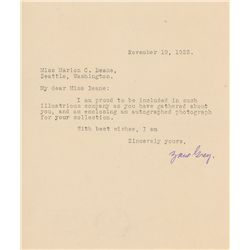 November 19, 1923.
Miss Marion C. Deane,
Seattle, Washington.
My dear Miss Deane:
I am proud to be included in such
illustrious company as you have gathered about
you, and am enclosing an autographed photograph
for your collection.
With best wishes, I am
Sincerely yours,
Zane Grey.